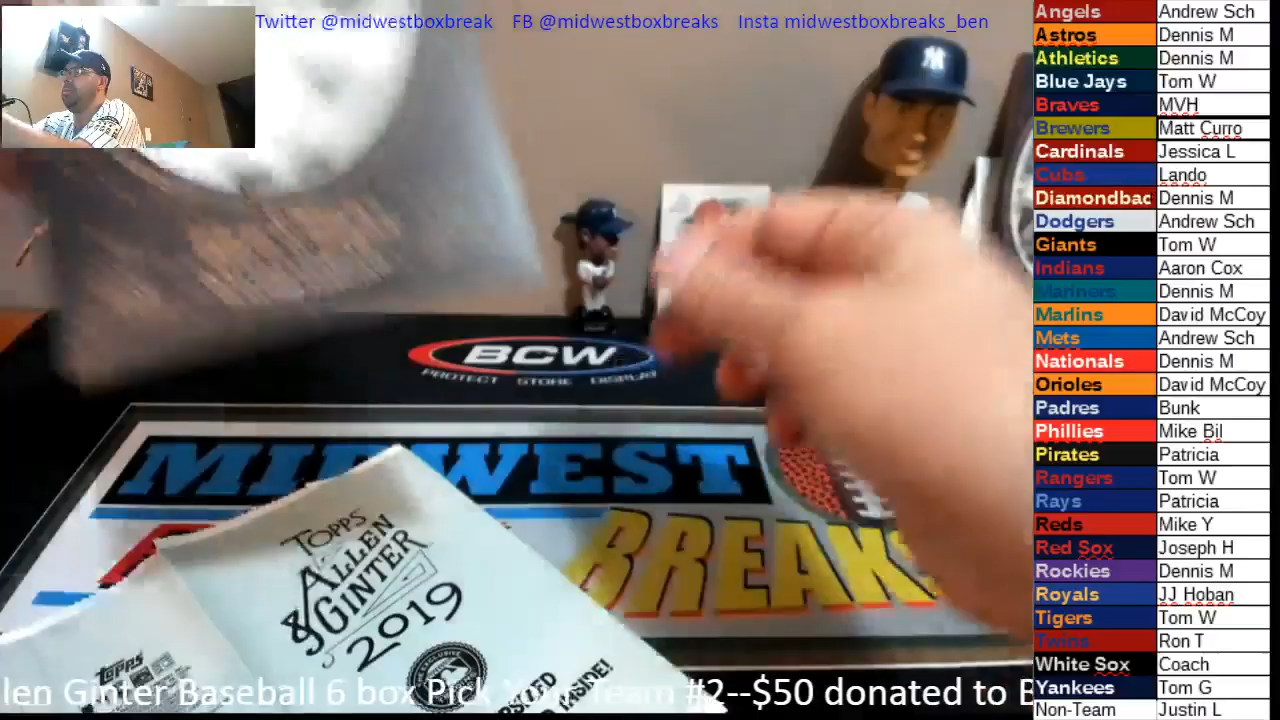 Twitter @midwestboxbreak FB @midwestboxbreaks Insta midwestboxbreaks_ben
Angels Andrew Sch
Astros Dennis M
Athletics Dennis M
Blue Jays Tom W
Braves MVH
Brewers Matt Curro
Cardinals Jessica L
Cubs Lando
Diamondbac Dennis M
Dodgers Andrew Sch
Giants Tom W
Indians Aaron Cox
Mariners Dennis M
Marlins David McCoy
Mets Andrew Sch
Nationals Dennis M
Orioles David McCoy
Padres Bunk
Phillies Mike Bil
Pirates Patricia
Rangers Tom W
Rays Patricia
Reds Mike Y
Red Sox Joseph H
Rockies Dennis M
Royals JJ Hoban
Tigers Tom W
Twins Ron T
White Sox Coach
Yankees Tom G
Non-Team Justin L
BCW
PROTECT STORE DISPLAY
MIDWEST
BREAKS
TOPPS
ALLEN
& GINTER
2019
EXCLUSIVE
INSIDE!
TOPPS
len Ginter Baseball 6 box Pick Your Team #2--$50 donated to B